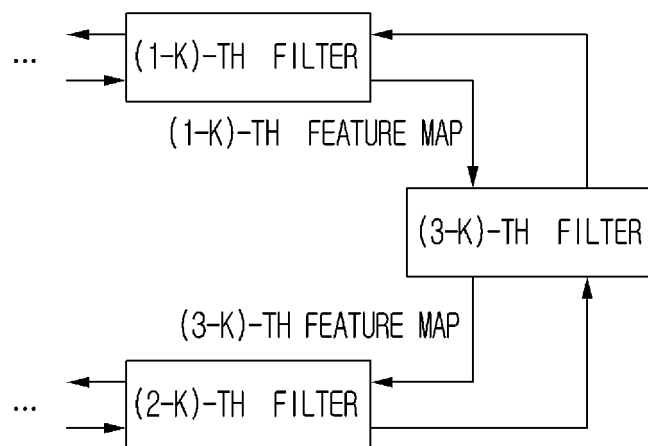 ...
(1-K)-TH FILTER
(1-K)-TH FEATURE MAP
(3-K)-TH FILTER
(3-K)-TH FEATURE MAP
...
(2-K)-TH FILTER